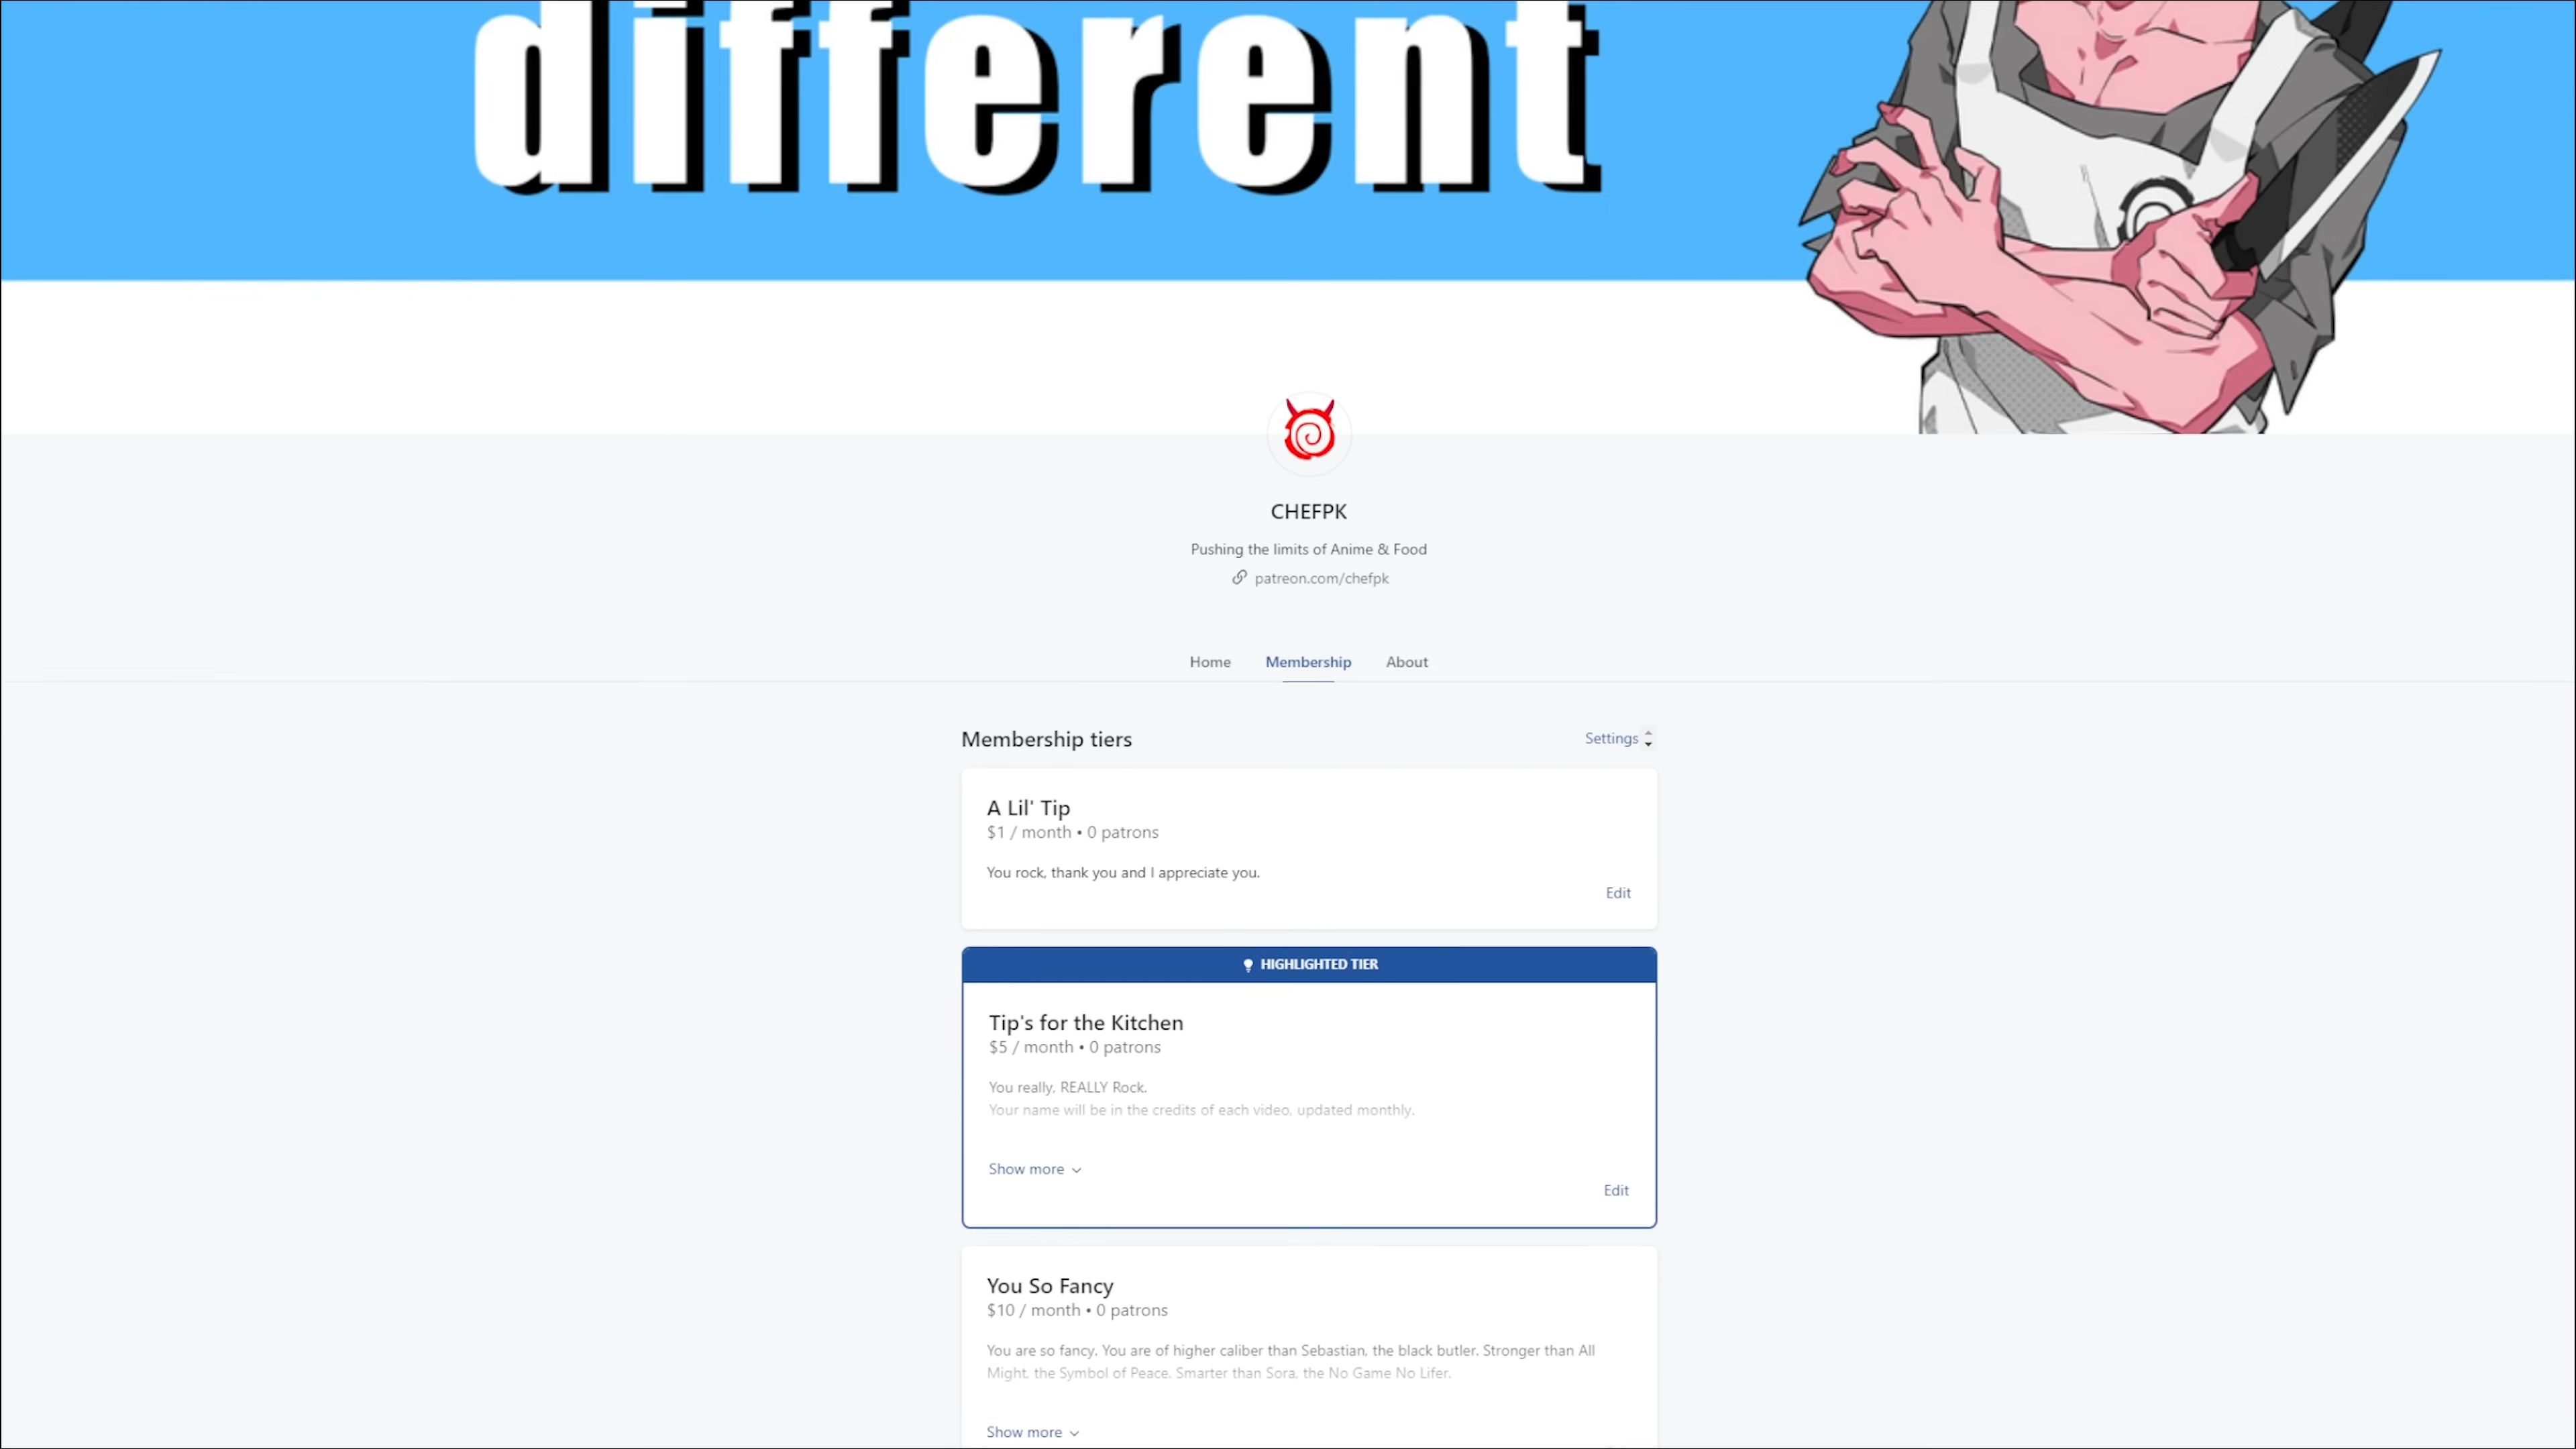 different
CHEFPK
Pushing the limits of Anime & Food
patreon.com/chefpk
Home Membership About
Membership tiers
Settings
A Lil' Tip
$1 / month • 0 patrons
You rock, thank you and I appreciate you.
Edit
HIGHLIGHTED TIER
Tip's for the Kitchen
$5 / month • 0 patrons
You really, REALLY Rock.
Your name will be in the credits of each video, updated monthly.
Show more
Edit
You So Fancy
$10 / month • 0 patrons
You are so fancy. You are of higher caliber than Sebastian, the black butler. Stronger than All
Might, the Symbol of Peace. Smarter than Sora, the No Game No Lifer.
Show more